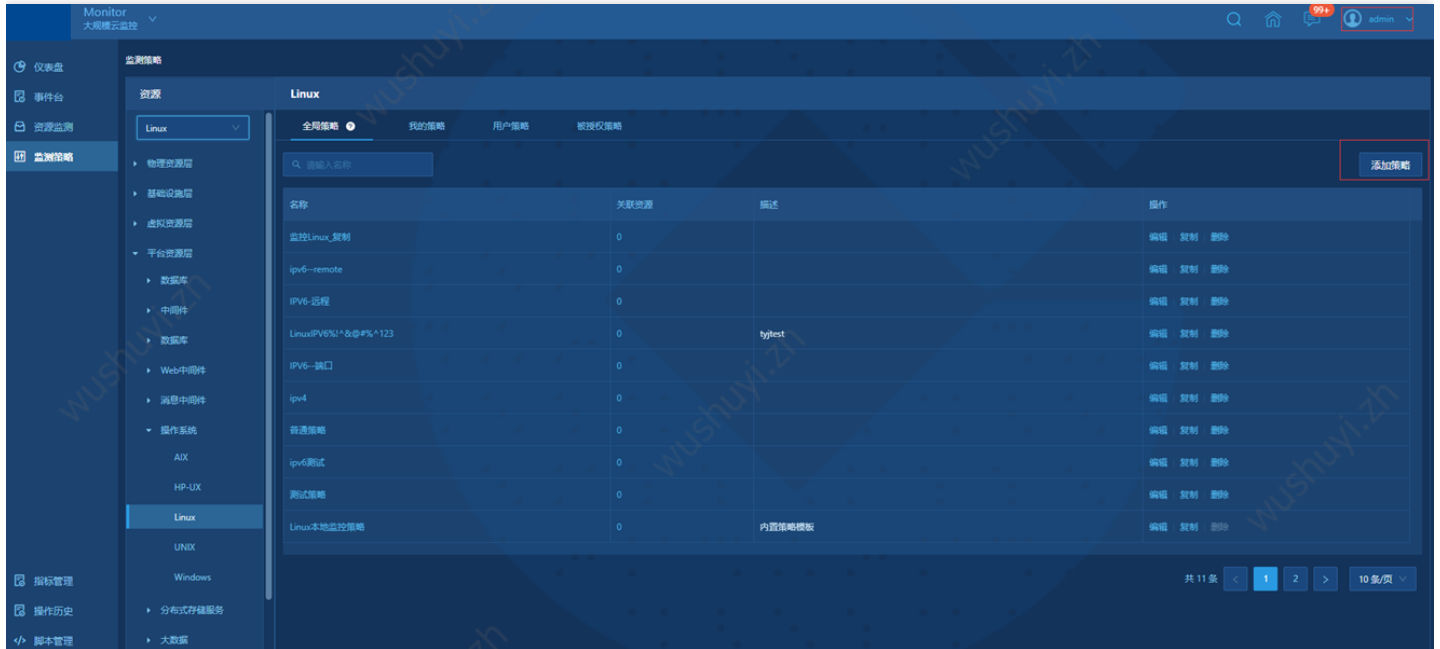 Monitor
大规模云监控
99+
admin
仪表盘
事件台
资源监测
监测策略
指标管理
操作历史
脚本管理
监测策略
资源
Linux
物理资源层
基础设施层
虚拟资源层
平台资源层
数据库
中间件
数据库
Web中间件
消息中间件
操作系统
AIX
HP-UX
Linux
UNIX
Windows
分布式存储服务
大数据
Linux
全局策略 我的策略 用户策略 被授权策略
请输入名称
添加策略
名称 关联资源 描述 操作
监控Linux_复制 0 编辑 复制 删除
ipv6--remote 0 编辑 复制 删除
IPV6-远程 0 编辑 复制 删除
LinuxIPV6%!^&@#%^123 0 tyjtest 编辑 复制 删除
IPV6--端口 0 编辑 复制 删除
ipv4 0 编辑 复制 删除
普通策略 0 编辑 复制 删除
ipv6测试 0 编辑 复制 删除
测试策略 0 编辑 复制 删除
Linux本地监控策略 0 内置策略模板 编辑 复制 删除
共 11 条 < 1 2 > 10 条/页
wushuyi.zh
wushuyi.zh
wushuyi.zh
wushuyi.zh
wushuyi.zh